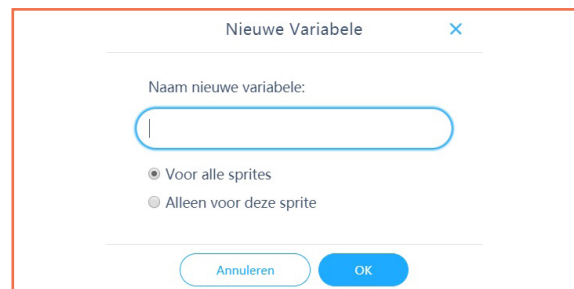 Nieuwe Variabele
Naam nieuwe variabele:
Voor alle sprites
Alleen voor deze sprite
Annuleren OK